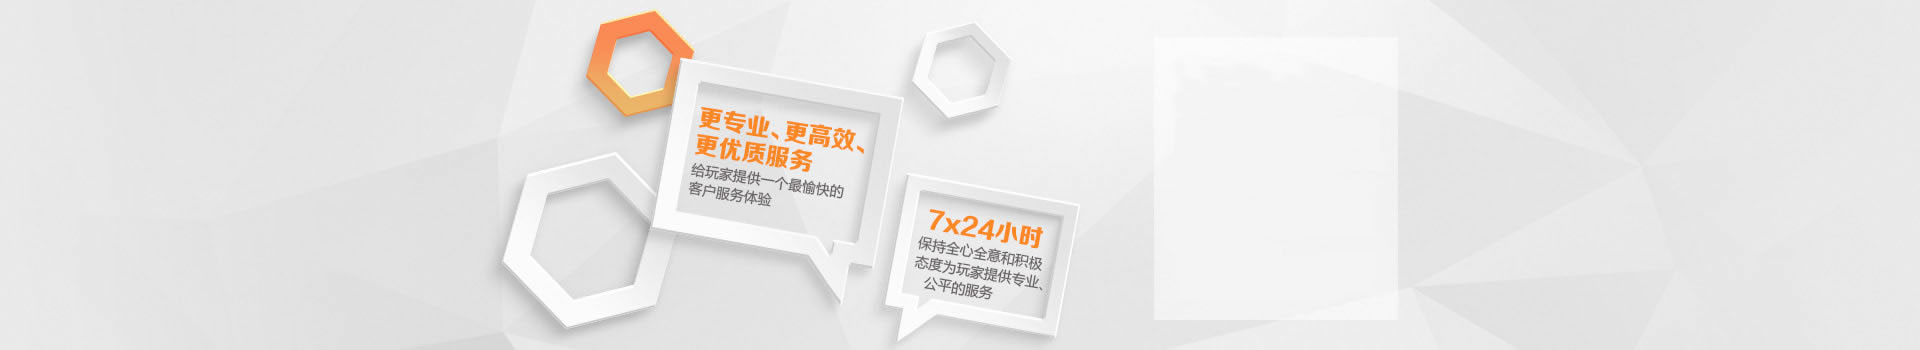 更专业、更高效、
更优质服务
给玩家提供一个最愉快的
客户服务体验
7x24小时
保持全心全意和积极
态度为玩家提供专业、
公平的服务